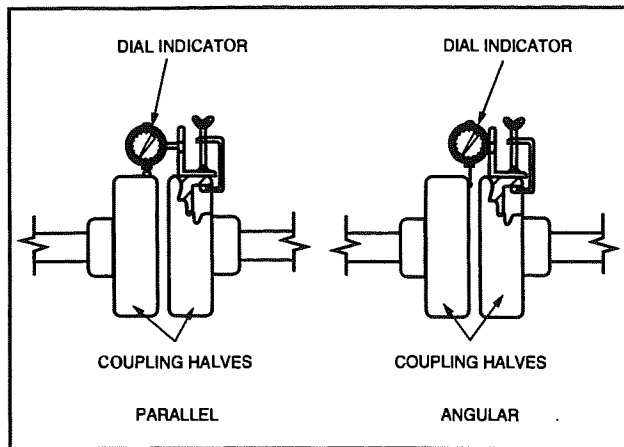 DIAL INDICATOR
DIAL INDICATOR
COUPLING HALVES
COUPLING HALVES
PARALLEL
ANGULAR